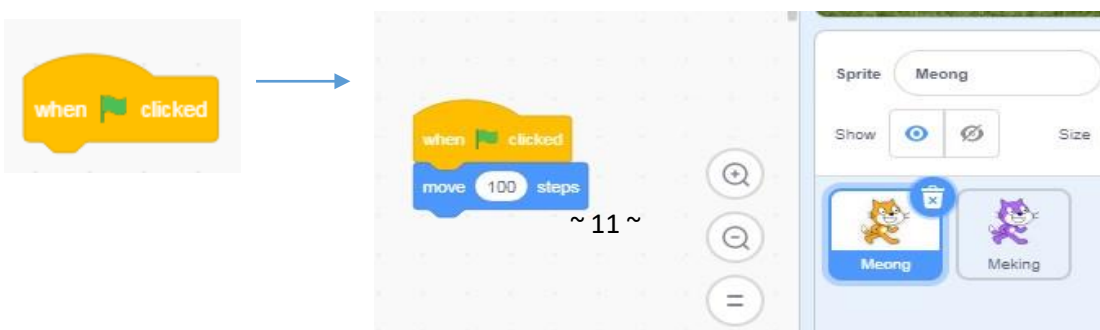 when clicked
when clicked
move 100 steps
~ 11 ~
Sprite Meong
Show Size
Meong Meking